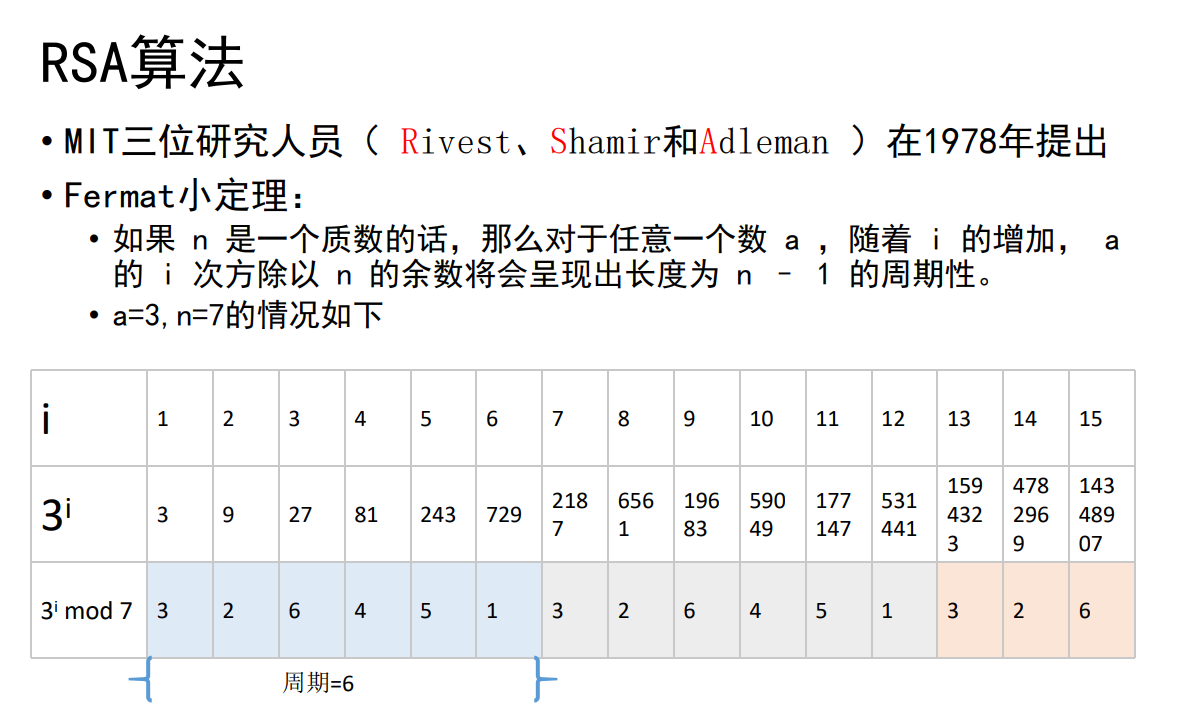 RSA算法
• MIT三位研究人员（ Rivest、Shamir和Adleman ）在1978年提出
• Fermat小定理：
• 如果 n 是一个质数的话，那么对于任意一个数 a ，随着 i 的增加， a
的 i 次方除以 n 的余数将会呈现出长度为 n - 1 的周期性。
• a=3,n=7的情况如下
i 1 2 3 4 5 6 7 8 9 10 11 12 13 14 15
3ⁱ 3 9 27 81 243 729 2187 6561 19683 59049 177147 531441 1594323 4782969 14348907
3ⁱ mod 7 3 2 6 4 5 1 3 2 6 4 5 1 3 2 6
周期=6